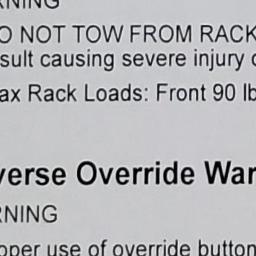 RNING
O NOT TOW FROM RACK
sult causing severe injury
ax Rack Loads: Front 90 lb
verse Override War
RNING
oper use of override button